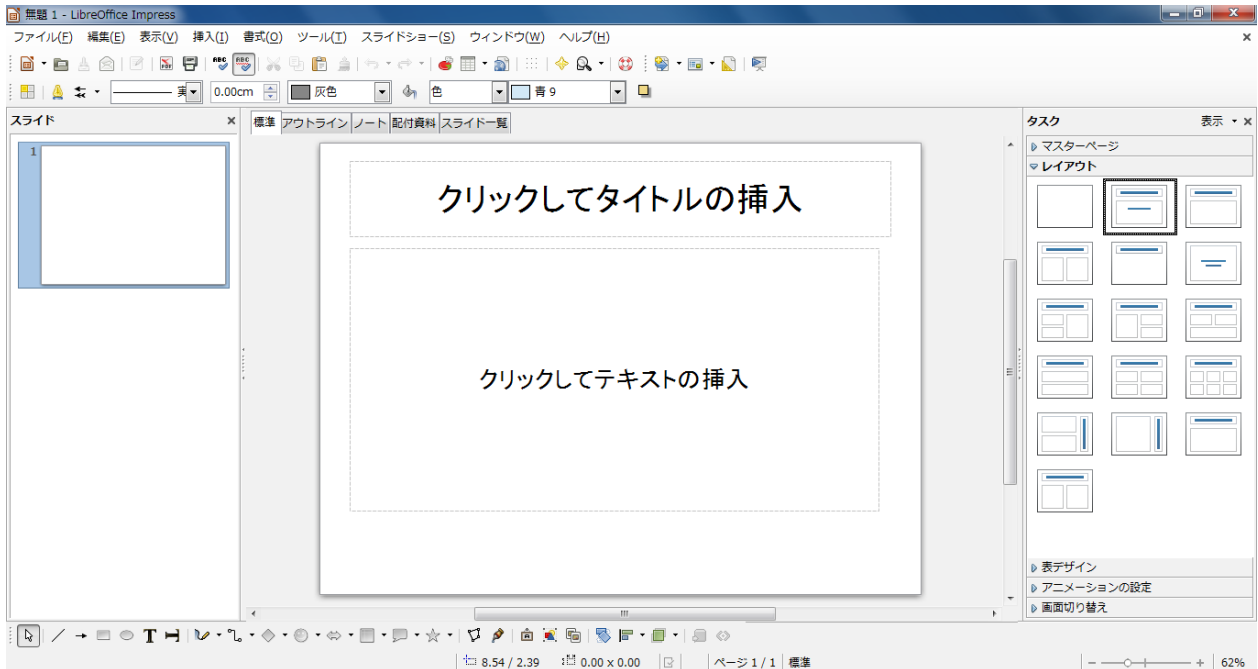 無題 1 - LibreOffice Impress
ファイル(F) 編集(E) 表示(V) 挿入(I) 書式(O) ツール(T) スライドショー(S) ウィンドウ(W) ヘルプ(H)
実 0.00cm 灰色 色 青 9
スライド
標準 アウトライン ノート 配付資料 スライド一覧
タスク 表示
マスターページ
レイアウト
1
クリックしてタイトルの挿入
クリックしてテキストの挿入
表デザイン
アニメーションの設定
画面切り替え
8.54 / 2.39 0.00 x 0.00 ページ 1 / 1 標準 62%